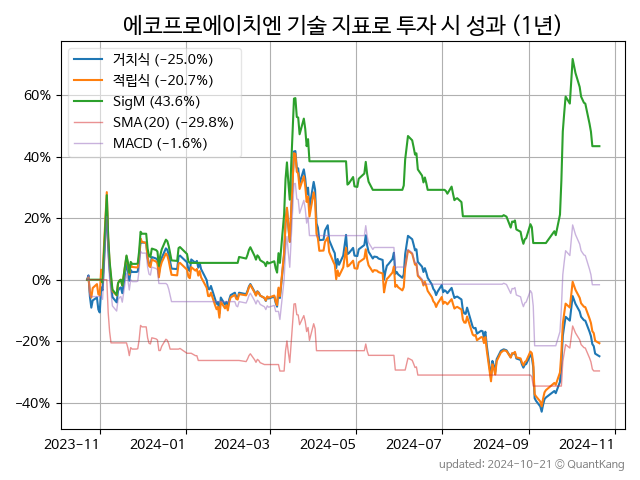 에코프로에이치엔 기술 지표로 투자 시 성과 (1년)
거치식 (-25.0%)
적립식 (-20.7%)
SigM (43.6%)
SMA(20) (-29.8%)
MACD (-1.6%)
60%
40%
20%
0%
-20%
-40%
2023-11 2024-01 2024-03 2024-05 2024-07 2024-09 2024-11
updated: 2024-10-21 © QuantKang